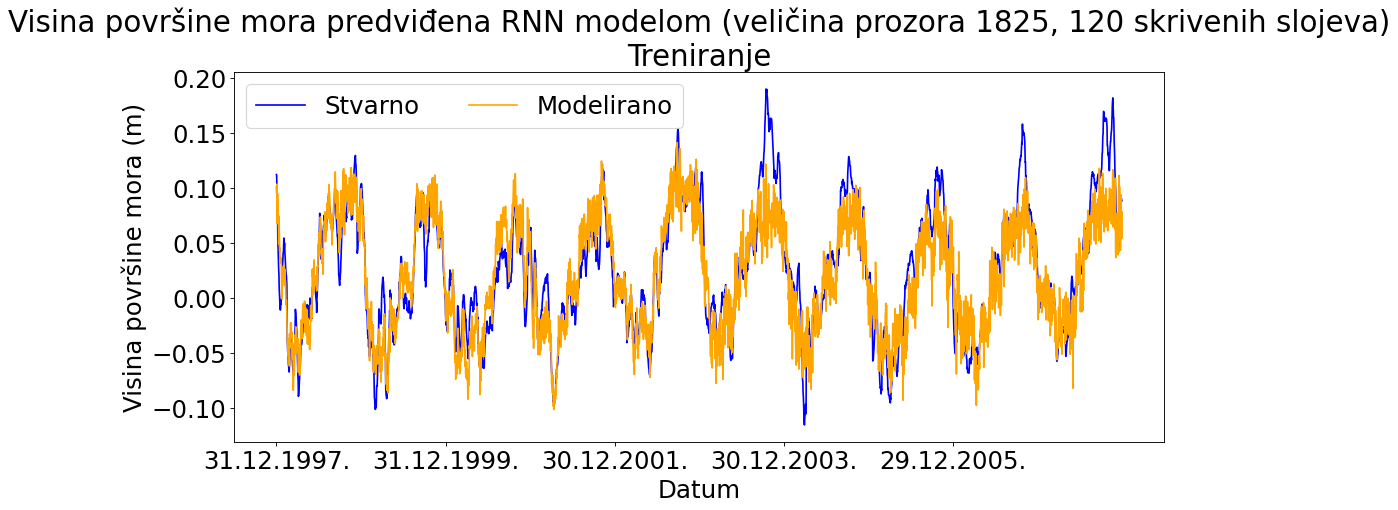 Visina površine mora predviđena RNN modelom (veličina prozora 1825, 120 skrivenih slojeva)
Treniranje
Stvarno Modelirano
Visina površine mora (m)
0.20
0.15
0.10
0.05
0.00
−0.05
−0.10
31.12.1997. 31.12.1999. 30.12.2001. 30.12.2003. 29.12.2005.
Datum